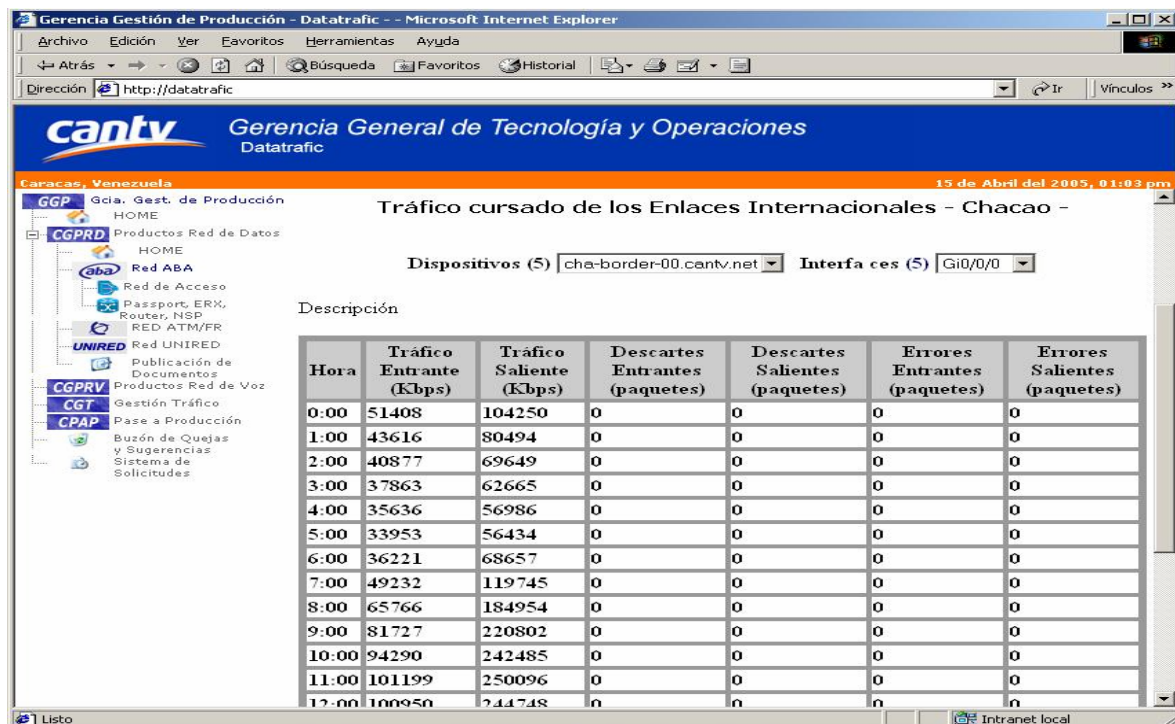 Gerencia Gestión de Producción - Datatrafic - - Microsoft Internet Explorer
Archivo Edición Ver Favoritos Herramientas Ayuda
Atrás Búsqueda Favoritos Historial
Dirección http://datatrafic Ir Vínculos »
cantv Gerencia General de Tecnología y Operaciones
Datatrafic
Caracas, Venezuela 15 de Abril del 2005, 01:03 pm
GGP Gcia. Gest. de Producción
HOME
CGPRD Productos Red de Datos
HOME
aba Red ABA
Red de Acceso
Passport, ERX,
Router, NSP
RED ATM/FR
UNIRED Red UNIRED
Publicación de
Documentos
CGPRV Productos Red de Voz
CGT Gestión Tráfico
CPAP Pase a Producción
Buzón de Quejas
y Sugerencias
Sistema de
Solicitudes
Tráfico cursado de los Enlaces Internacionales - Chacao -
Dispositivos (5) cha-border-00.cantv.net Interfa ces (5) Gi0/0/0
Descripción
Hora Tráfico Entrante (Kbps) Tráfico Saliente (Kbps) Descartes Entrantes (paquetes) Descartes Salientes (paquetes) Errores Entrantes (paquetes) Errores Salientes (paquetes)
0:00 51408 104250 0 0 0 0
1:00 43616 80494 0 0 0 0
2:00 40877 69649 0 0 0 0
3:00 37863 62665 0 0 0 0
4:00 35636 56986 0 0 0 0
5:00 33953 56434 0 0 0 0
6:00 36221 68657 0 0 0 0
7:00 49232 119745 0 0 0 0
8:00 65766 184954 0 0 0 0
9:00 81727 220802 0 0 0 0
10:00 94290 242485 0 0 0 0
11:00 101199 250096 0 0 0 0
12:00 100950 244748 0 0 0 0
Listo Intranet local